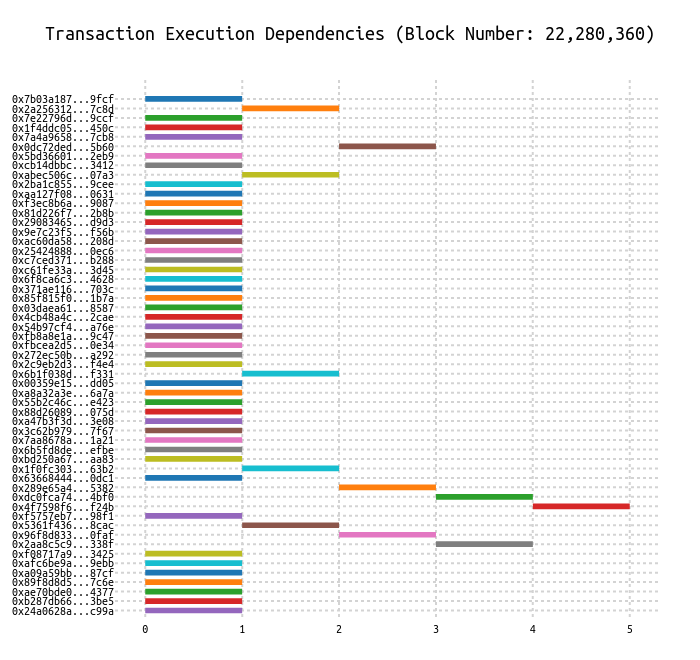 Transaction Execution Dependencies (Block Number: 22,280,360)
0x7b03a187...9fcf
0x2a256312...7c8d
0x7e22796d...9ccf
0x1f4ddc05...450c
0x7a4a9658...7cb8
0x0dc72ded...5b60
0x5bd36601...2eb9
0xcb14dbbc...3412
0xabec506c...07a3
0x2ba1c855...9cee
0xaa127f08...0631
0xf3ec8b6a...9087
0x81d226f7...2b8b
0x29083465...d9d3
0x9e7c23f5...f56b
0xac60da58...208d
0x25424888...0ec6
0xc7ced371...b288
0xc61fe33a...3d45
0x6f8ca6c3...4628
0x371ae116...703c
0x85f815f0...1b7a
0x03daea61...8587
0x4cb48a4c...2cae
0x54b97cf4...a76e
0xfb8a8e1a...9c47
0xfbcea2d5...0e34
0x272ec50b...a292
0x2c9eb2d3...f4e4
0x6b1f038d...f331
0x00359e15...dd05
0xa8a32a3e...6a7a
0x55b2c46c...e423
0x88d26089...075d
0xa47b3f3d...3e08
0x3c62b979...7f67
0x7aa8678a...1a21
0x6b5fd8de...efbe
0xbd250a67...aa83
0x1f0fc303...63b2
0x63668444...0dc1
0x289e65a4...5382
0xdc0fca74...4bf0
0x4f7598f6...f24b
0xf5757eb7...98f1
0x5361f436...8cac
0x96f8d833...0faf
0x2aa8c5c9...338f
0xf08717a9...3425
0xafc6be9a...9ebb
0xa09a59bb...87cf
0x89f8d8d5...7c6e
0xae70bde0...4377
0xb287db66...3be5
0x24a0628a...c99a
0 1 2 3 4 5